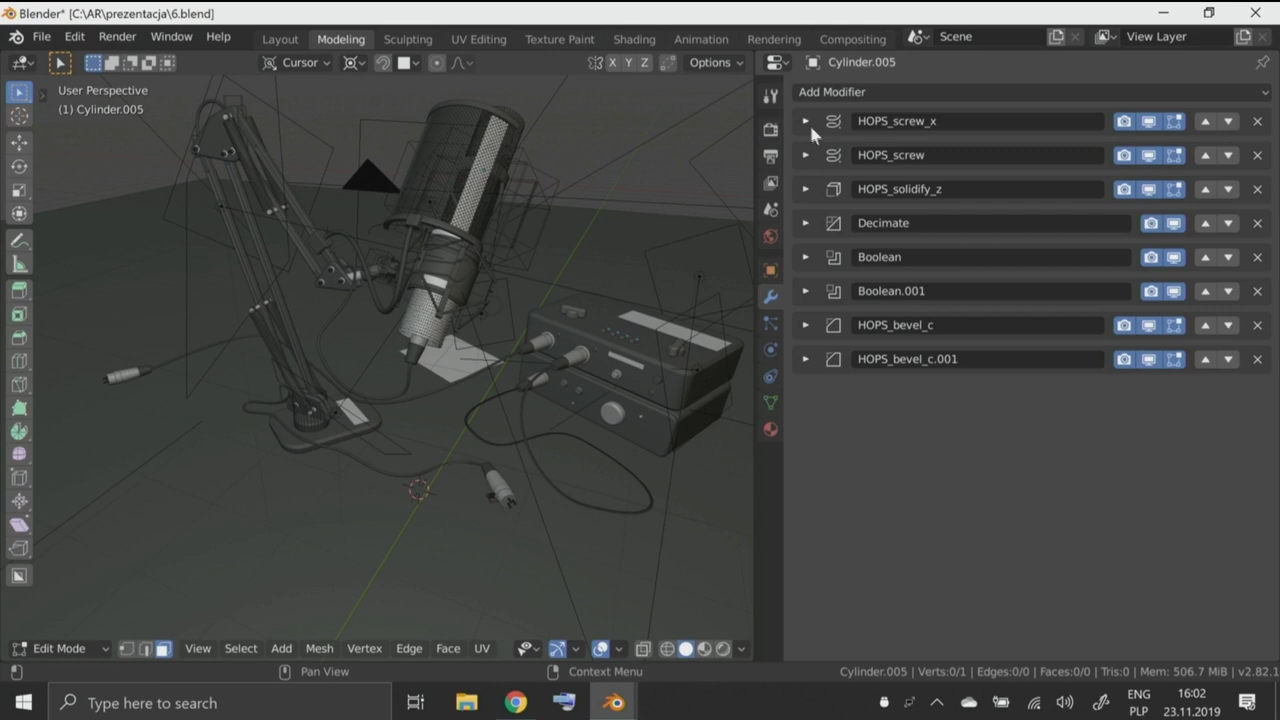 Blender* [C:\AR\prezentacja\6.blend]
File Edit Render Window Help Layout Modeling Sculpting UV Editing Texture Paint Shading Animation Rendering Compositing Scene View Layer
Cursor X Y Z Options Cylinder.005
User Perspective
(1) Cylinder.005
Add Modifier
HOPS_screw_x
HOPS_screw
HOPS_solidify_z
Decimate
Boolean
Boolean.001
HOPS_bevel_c
HOPS_bevel_c.001
Edit Mode View Select Add Mesh Vertex Edge Face UV
Pan View Context Menu Cylinder.005 | Verts:0/1 | Edges:0/0 | Faces:0/0 | Tris:0 | Mem: 506.7 MiB | v2.82.1
Type here to search
ENG 16:02
PLP 23.11.2019